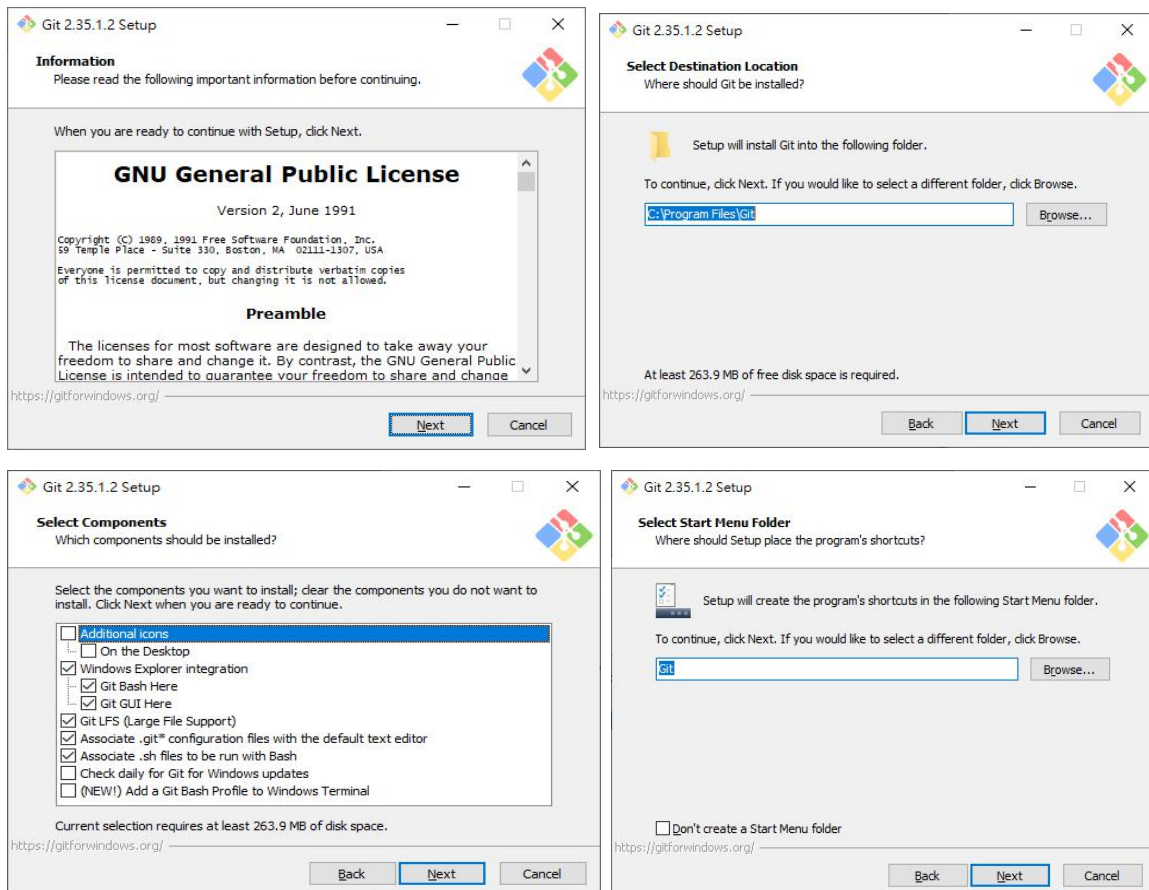 Git 2.35.1.2 Setup
Information
Please read the following important information before continuing.
When you are ready to continue with Setup, click Next.
GNU General Public License
Version 2, June 1991
Copyright (C) 1989, 1991 Free Software Foundation, Inc.
59 Temple Place - Suite 330, Boston, MA  02111-1307, USA
Everyone is permitted to copy and distribute verbatim copies
of this license document, but changing it is not allowed.
Preamble
The licenses for most software are designed to take away your
freedom to share and change it. By contrast, the GNU General Public
License is intended to guarantee your freedom to share and change
https://gitforwindows.org/
Next Cancel
Git 2.35.1.2 Setup
Select Destination Location
Where should Git be installed?
Setup will install Git into the following folder.
To continue, click Next. If you would like to select a different folder, click Browse.
C:\Program Files\Git Browse...
At least 263.9 MB of free disk space is required.
https://gitforwindows.org/
Back Next Cancel
Git 2.35.1.2 Setup
Select Components
Which components should be installed?
Select the components you want to install; clear the components you do not want to
install. Click Next when you are ready to continue.
Additional icons
On the Desktop
Windows Explorer integration
Git Bash Here
Git GUI Here
Git LFS (Large File Support)
Associate .git* configuration files with the default text editor
Associate .sh files to be run with Bash
Check daily for Git for Windows updates
(NEW!) Add a Git Bash Profile to Windows Terminal
Current selection requires at least 263.9 MB of disk space.
https://gitforwindows.org/
Back Next Cancel
Git 2.35.1.2 Setup
Select Start Menu Folder
Where should Setup place the program's shortcuts?
Setup will create the program's shortcuts in the following Start Menu folder.
To continue, click Next. If you would like to select a different folder, click Browse.
Git Browse...
Don't create a Start Menu folder
https://gitforwindows.org/
Back Next Cancel